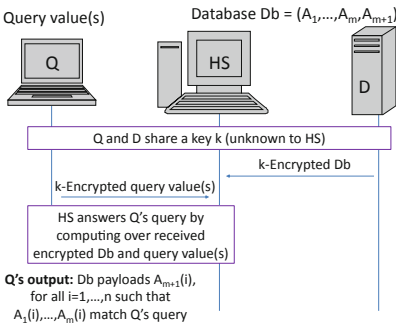 Query value(s)
Database Db = (A₁,…,Aₘ,Aₘ₊₁)
Q
HS
D
Q and D share a key k (unknown to HS)
k-Encrypted Db
k-Encrypted query value(s)
HS answers Q's query by
computing over received
encrypted Db and query value(s)
Q's output: Db payloads Aₘ₊₁(i),
for all i=1,…,n such that
A₁(i),…,Aₘ(i) match Q's query